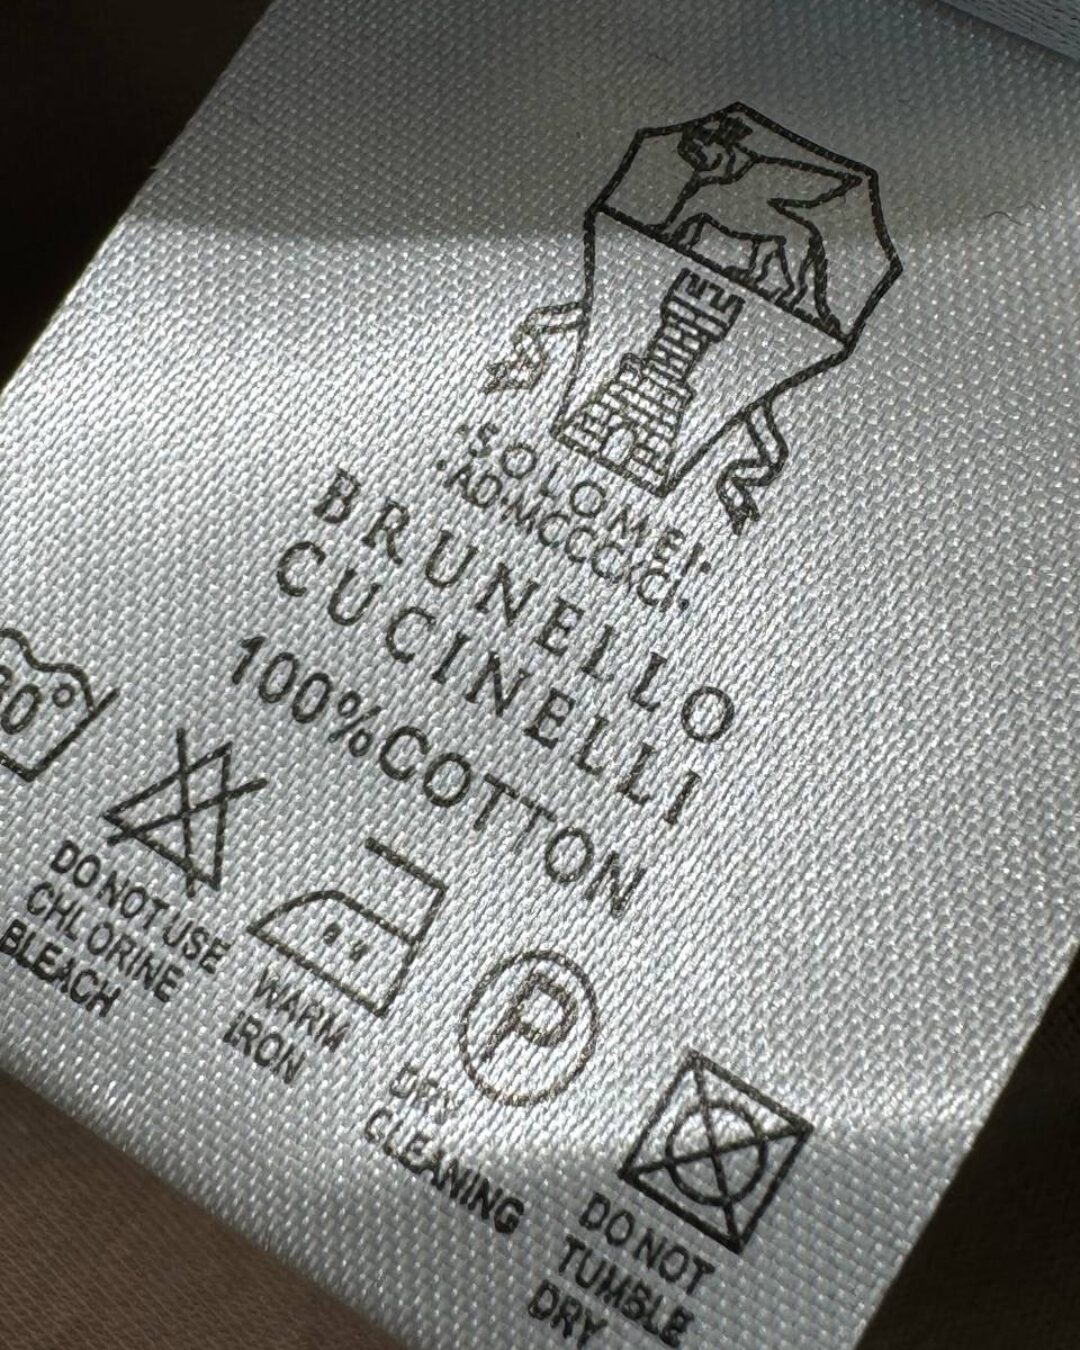 ·SOLOMEI·
·AD·MCCCXCI·
BRUNELLO
CUCINELLI
100%COTTON
30°
DO NOT USE
CHLORINE
BLEACH
WARM
IRON
P
DRY
CLEANING
DO NOT
TUMBLE
DRY